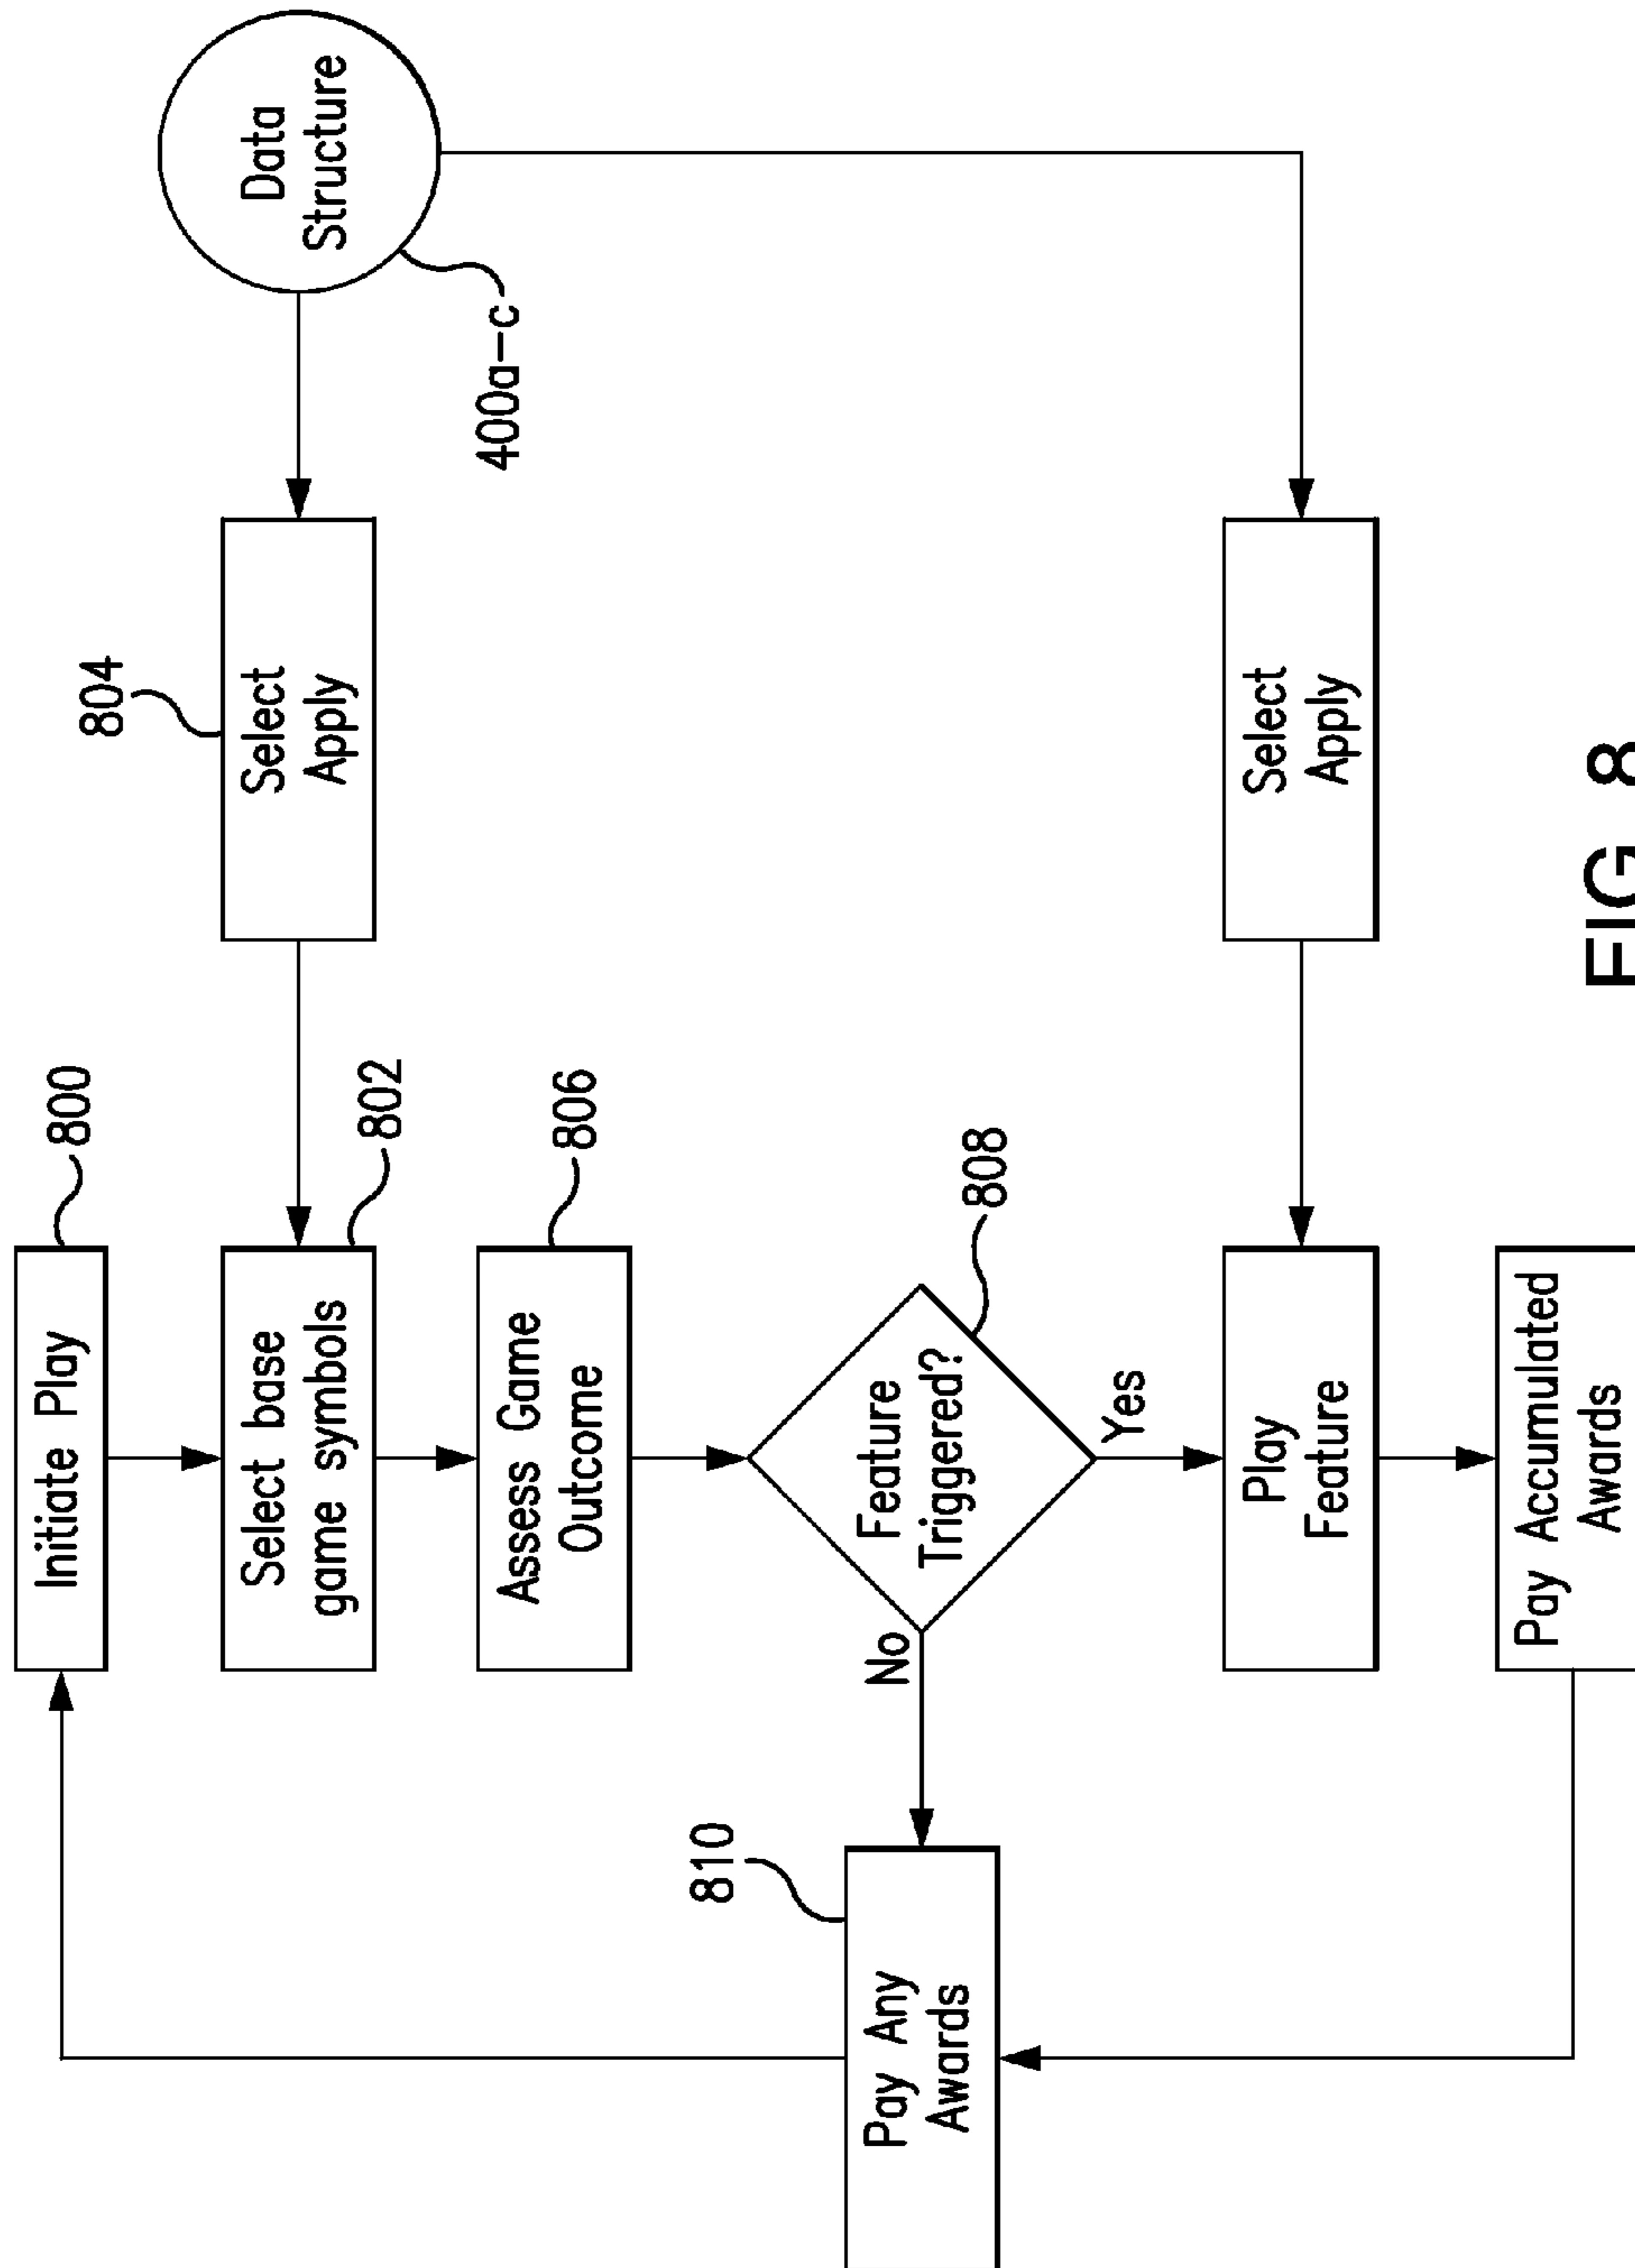 Initiate Play
800
804
Select base
game symbols
802
Select
Apply
Data
Structure
400a-c
Assess Game
Outcome
806
810
Pay Any
Awards
No
Feature
Triggered?
808
Yes
Play
Feature
Select
Apply
Pay Accumulated
Awards
FIG 8